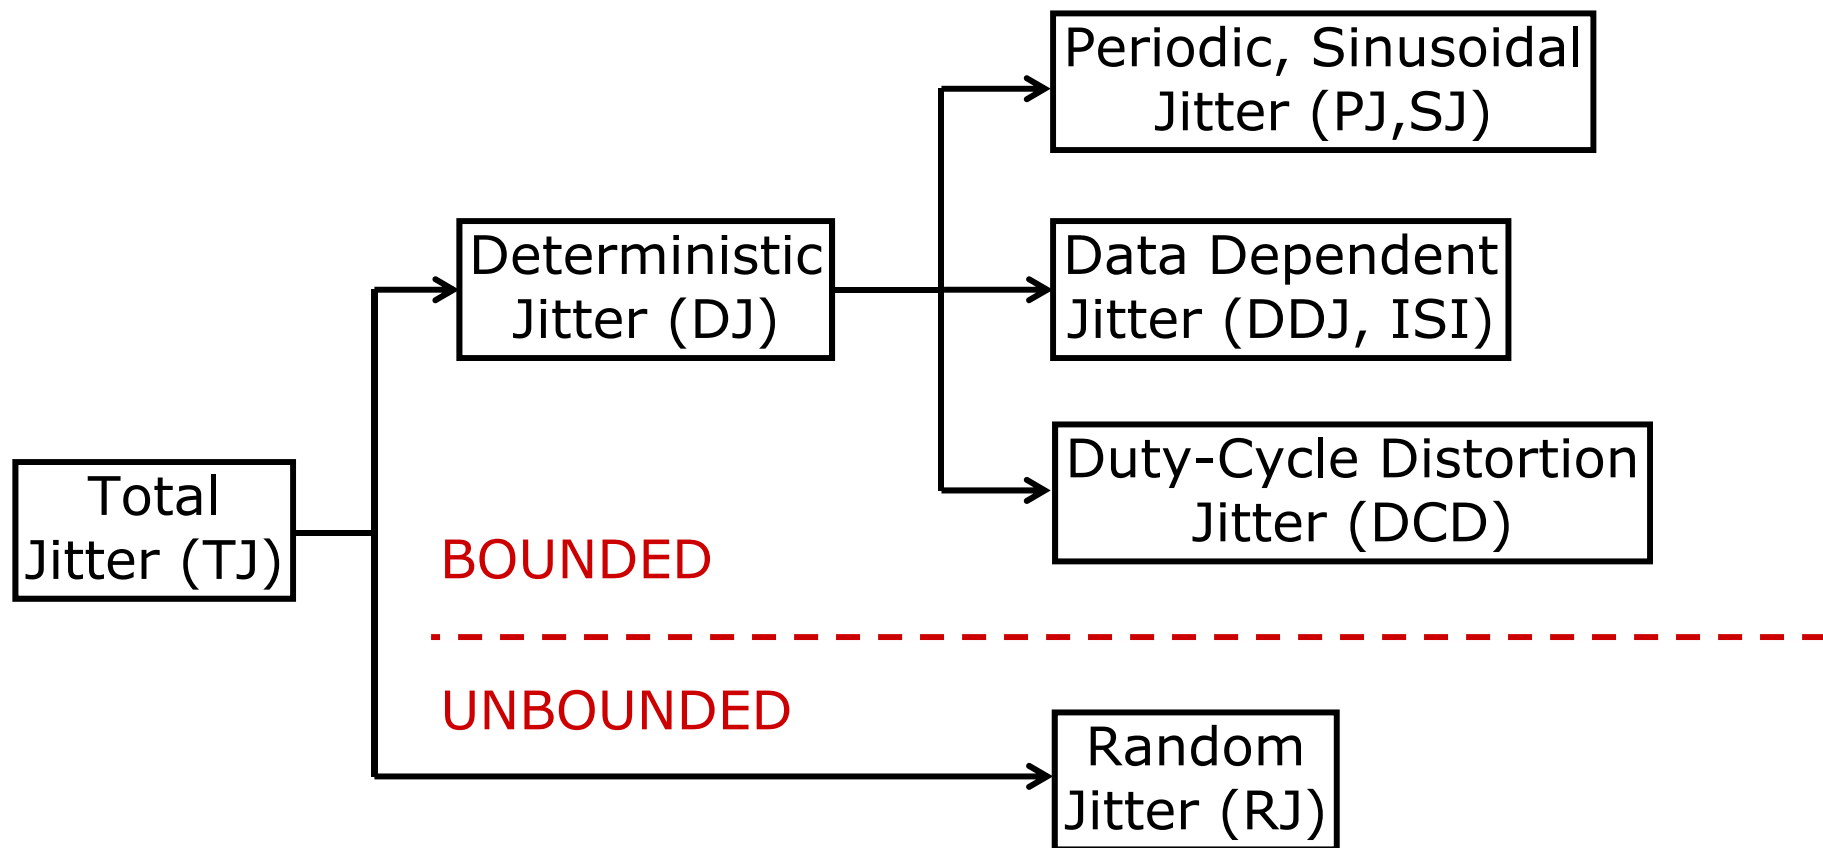 Periodic, Sinusoidal
Jitter (PJ,SJ)
Deterministic
Jitter (DJ)
Data Dependent
Jitter (DDJ, ISI)
Duty-Cycle Distortion
Jitter (DCD)
Total
Jitter (TJ)
BOUNDED
UNBOUNDED
Random
Jitter (RJ)